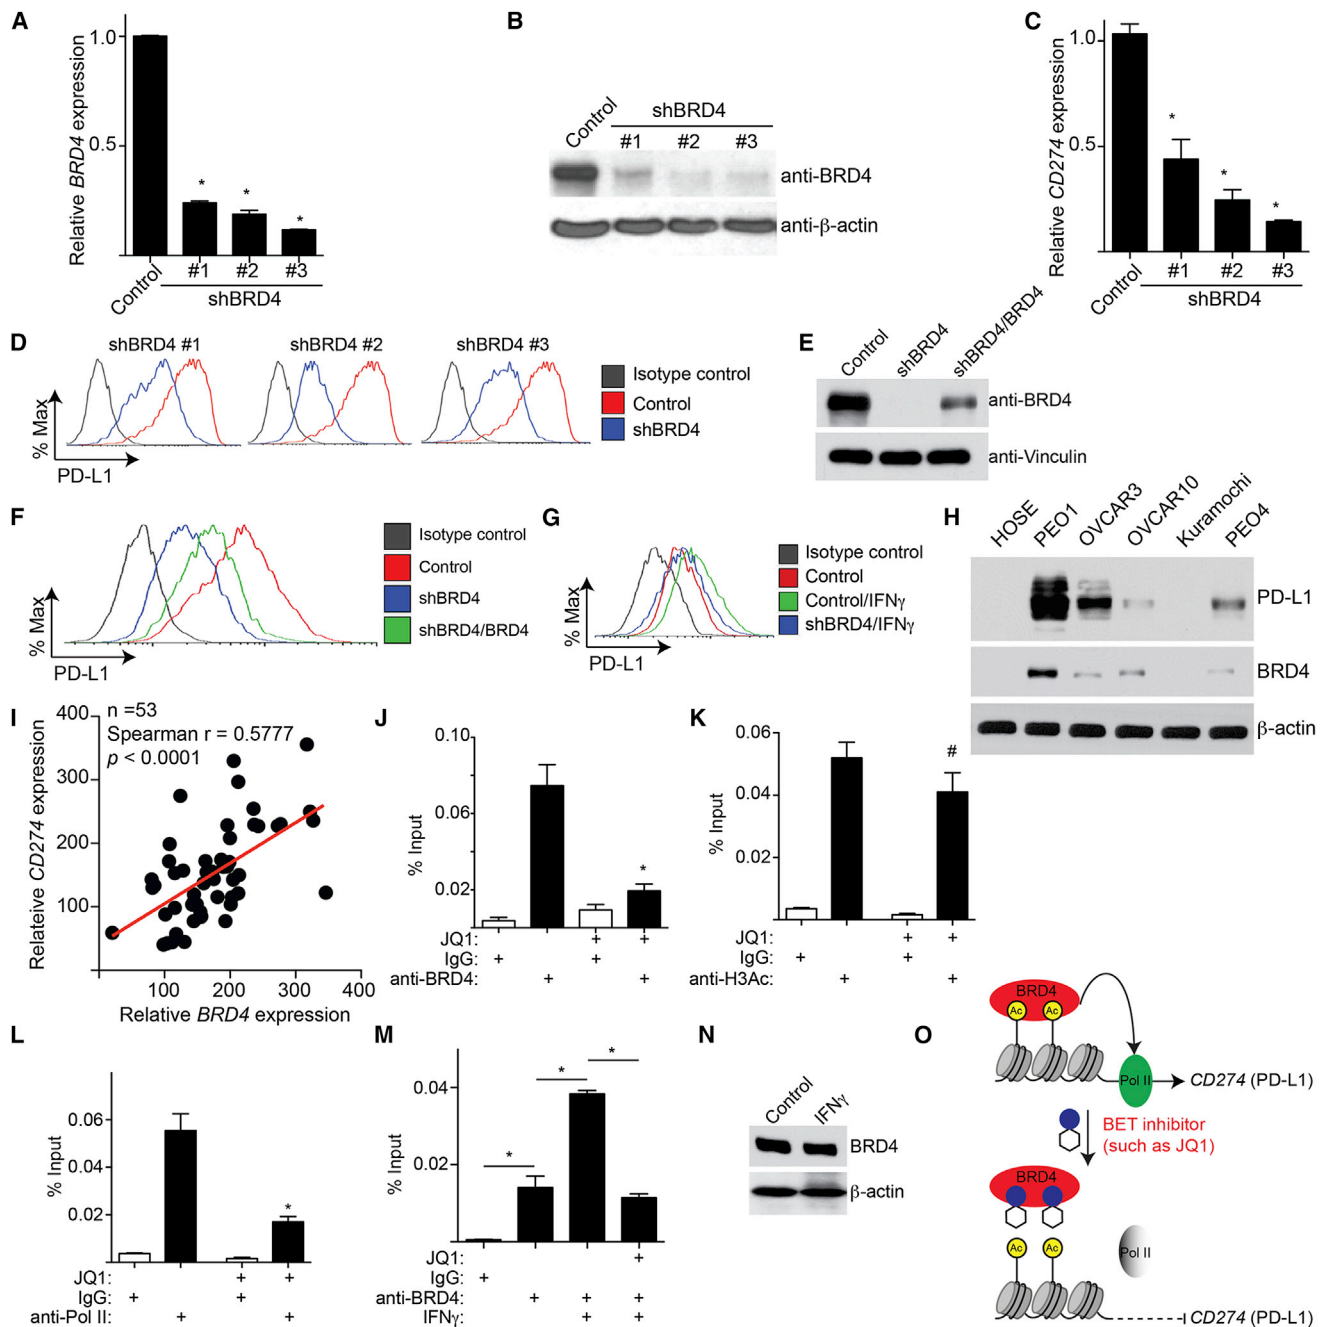 A
Relative BRD4 expression
1.0
0.5
*
*
*
Control
#1
#2
#3
shBRD4
B
Control
shBRD4
#1
#2
#3
anti-BRD4
anti-β-actin
C
Relative CD274 expression
1.0
0.5
*
*
*
Control
#1
#2
#3
shBRD4
D
shBRD4 #1
shBRD4 #2
shBRD4 #3
% Max
PD-L1
Isotype control
Control
shBRD4
E
Control
shBRD4
shBRD4/BRD4
anti-BRD4
anti-Vinculin
F
% Max
PD-L1
Isotype control
Control
shBRD4
shBRD4/BRD4
G
% Max
PD-L1
Isotype control
Control
Control/IFNγ
shBRD4/IFNγ
H
HOSE
PEO1
OVCAR3
OVCAR10
Kuramochi
PEO4
PD-L1
BRD4
β-actin
I
n =53
Spearman r = 0.5777
p < 0.0001
Relateive CD274 expression
400
300
200
100
100
200
300
400
Relative BRD4 expression
J
% Input
0.10
0.06
0.02
*
JQ1: + +
IgG: + +
anti-BRD4: + +
K
% Input
0.06
0.04
0.02
#
JQ1: + +
IgG: + +
anti-H3Ac: + +
L
% Input
0.06
0.04
0.02
*
JQ1: + +
IgG: + +
anti-Pol II: + +
M
% Input
0.04
0.02
*
*
*
JQ1: +
IgG: +
anti-BRD4: + + +
IFNγ: + +
N
Control
IFNγ
BRD4
β-actin
O
BRD4
Ac
Ac
Pol II
CD274 (PD-L1)
BET inhibitor
(such as JQ1)
BRD4
Ac
Ac
Pol II
CD274 (PD-L1)